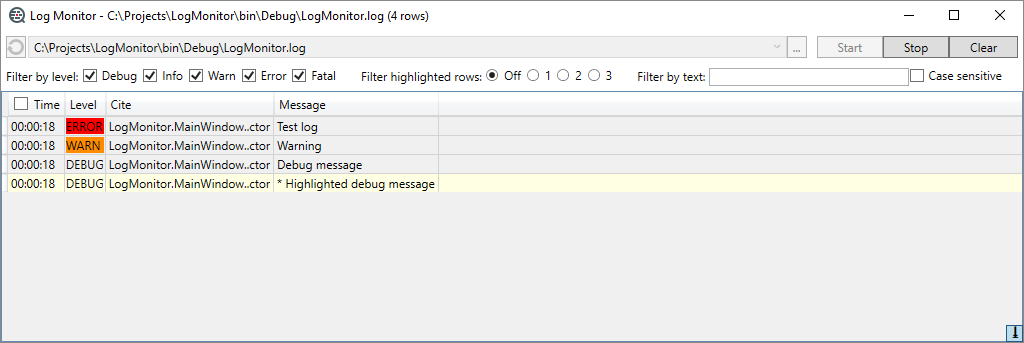 Log Monitor - C:\Projects\LogMonitor\bin\Debug\LogMonitor.log (4 rows)
C:\Projects\LogMonitor\bin\Debug\LogMonitor.log ... Start Stop Clear
Filter by level: Debug Info Warn Error Fatal Filter highlighted rows: Off 1 2 3 Filter by text: Case sensitive
Time Level Cite Message
00:00:18 ERROR LogMonitor.MainWindow..ctor Test log
00:00:18 WARN LogMonitor.MainWindow..ctor Warning
00:00:18 DEBUG LogMonitor.MainWindow..ctor Debug message
00:00:18 DEBUG LogMonitor.MainWindow..ctor * Highlighted debug message